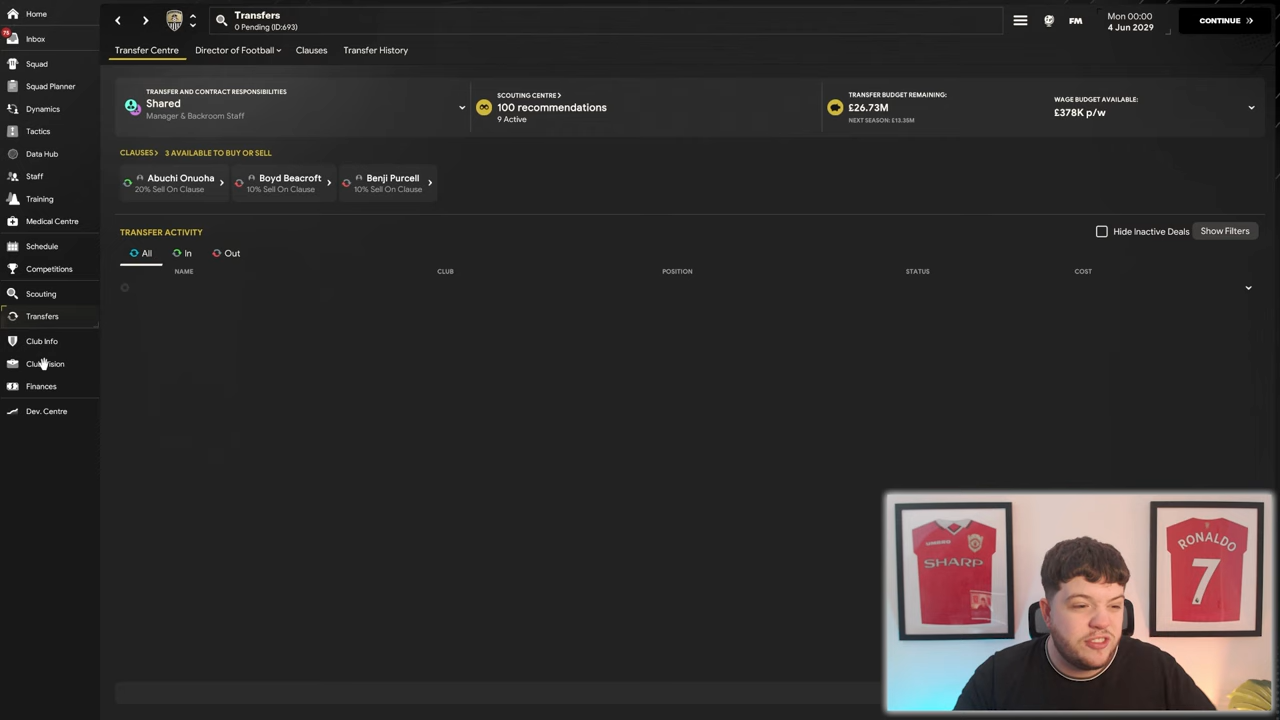 Home
75
Inbox
Squad
Squad Planner
Dynamics
Tactics
Data Hub
Staff
Training
Medical Centre
Schedule
Competitions
Scouting
Transfers
Club Info
Club Vision
Finances
Dev. Centre
Transfers
0 Pending (ID:693)
FM
Mon 00:00
4 Jun 2029
CONTINUE
Transfer Centre
Director of Football
Clauses
Transfer History
TRANSFER AND CONTRACT RESPONSIBILITIES
Shared
Manager & Backroom Staff
SCOUTING CENTRE
100 recommendations
9 Active
TRANSFER BUDGET REMAINING:
£26.73M
NEXT SEASON: £13.35M
WAGE BUDGET AVAILABLE:
£378K p/w
CLAUSES 3 AVAILABLE TO BUY OR SELL
Abuchi Onuoha
20% Sell On Clause
Boyd Beacroft
10% Sell On Clause
Benji Purcell
10% Sell On Clause
TRANSFER ACTIVITY
Hide Inactive Deals
Show Filters
All
In
Out
NAME CLUB POSITION STATUS COST
SHARP
RONALDO
7